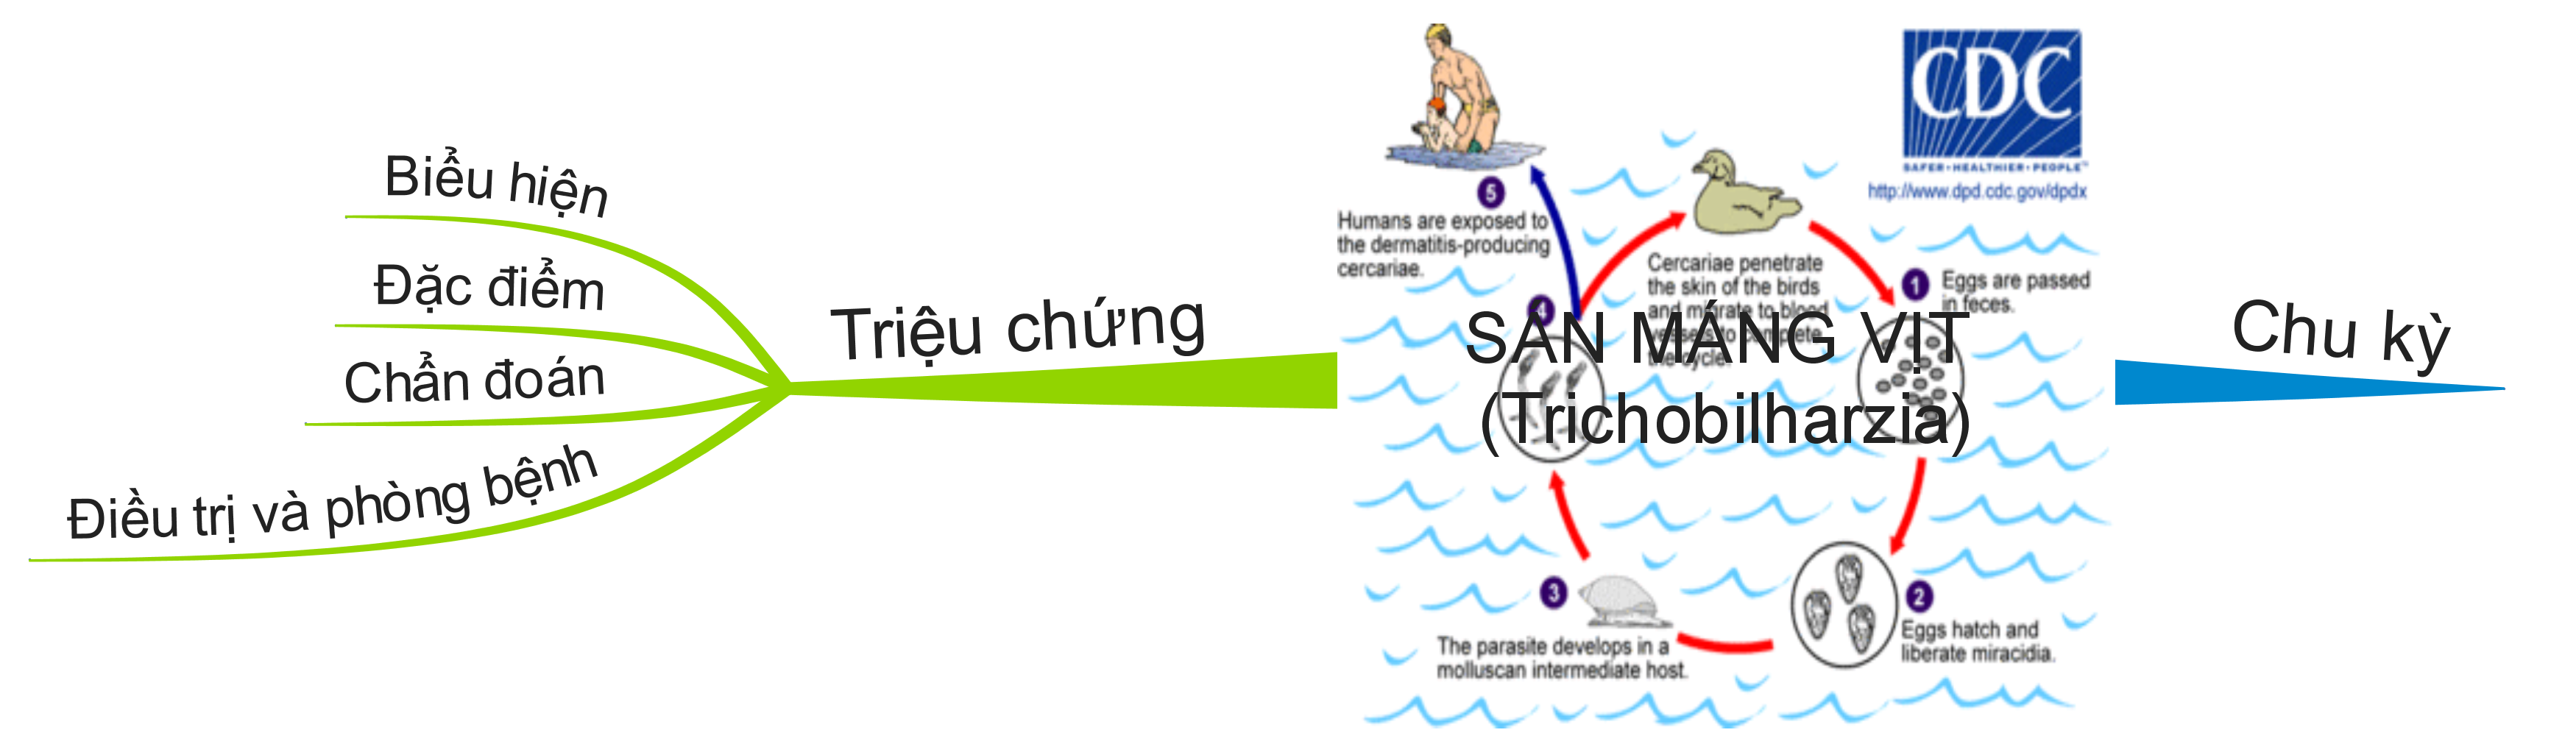 Biểu hiện
Đặc điểm
Chẩn đoán
Điều trị và phòng bệnh
Triệu chứng
CDC
SAFER • HEALTHIER • PEOPLE™
http://www.dpd.cdc.gov/dpdx
5
Humans are exposed to
the dermatitis-producing
cercariae.
Cercariae penetrate
the skin of the birds
and migrate to blood
vessels to complete
the cycle.
1
Eggs are passed
in feces.
4
SÁN MÁNG VỊT
(Trichobilharzia)
3
The parasite develops in a
molluscan intermediate host.
2
Eggs hatch and
liberate miracidia.
Chu kỳ